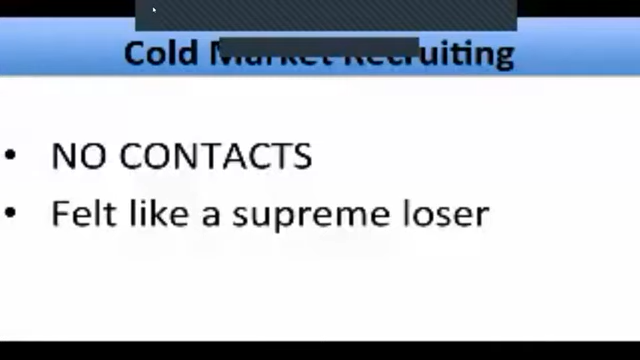 Cold Market Recruiting
• NO CONTACTS
• Felt like a supreme loser